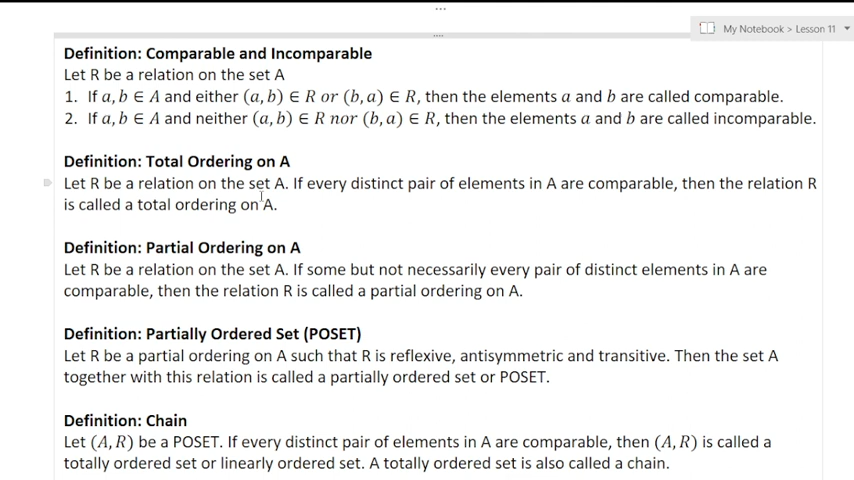 My Notebook > Lesson 11
Definition: Comparable and Incomparable
Let R be a relation on the set A
1. If a, b ∈ A and either (a, b) ∈ R or (b, a) ∈ R, then the elements a and b are called comparable.
2. If a, b ∈ A and neither (a, b) ∈ R nor (b, a) ∈ R, then the elements a and b are called incomparable.
Definition: Total Ordering on A
Let R be a relation on the set A. If every distinct pair of elements in A are comparable, then the relation R
is called a total ordering on A.
Definition: Partial Ordering on A
Let R be a relation on the set A. If some but not necessarily every pair of distinct elements in A are
comparable, then the relation R is called a partial ordering on A.
Definition: Partially Ordered Set (POSET)
Let R be a partial ordering on A such that R is reflexive, antisymmetric and transitive. Then the set A
together with this relation is called a partially ordered set or POSET.
Definition: Chain
Let (A, R) be a POSET. If every distinct pair of elements in A are comparable, then (A, R) is called a
totally ordered set or linearly ordered set. A totally ordered set is also called a chain.